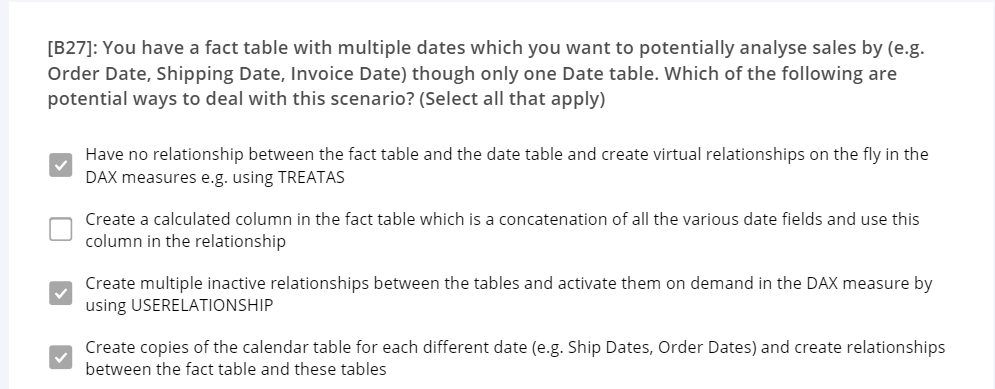 [B27]: You have a fact table with multiple dates which you want to potentially analyse sales by (e.g.
Order Date, Shipping Date, Invoice Date) though only one Date table. Which of the following are
potential ways to deal with this scenario? (Select all that apply)
Have no relationship between the fact table and the date table and create virtual relationships on the fly in the
DAX measures e.g. using TREATAS
Create a calculated column in the fact table which is a concatenation of all the various date fields and use this
column in the relationship
Create multiple inactive relationships between the tables and activate them on demand in the DAX measure by
using USERELATIONSHIP
Create copies of the calendar table for each different date (e.g. Ship Dates, Order Dates) and create relationships
between the fact table and these tables